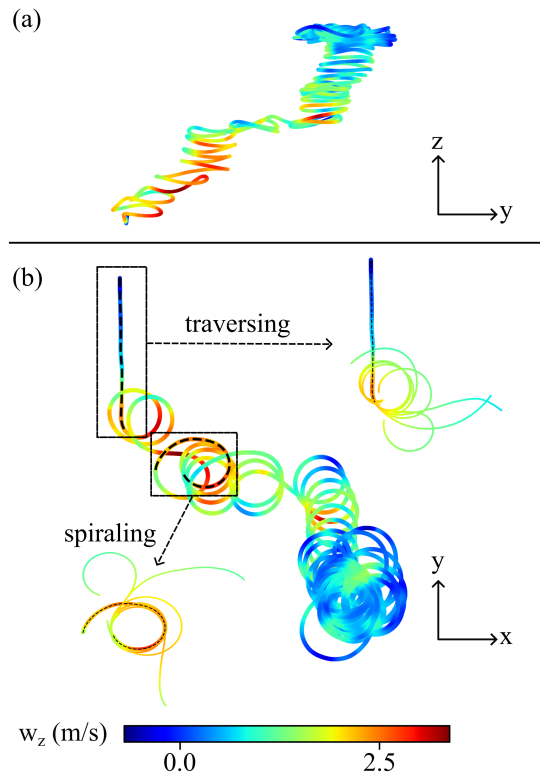 (a)
z
y
(b)
traversing
spiraling
y
x
w_z (m/s)
0.0 2.5